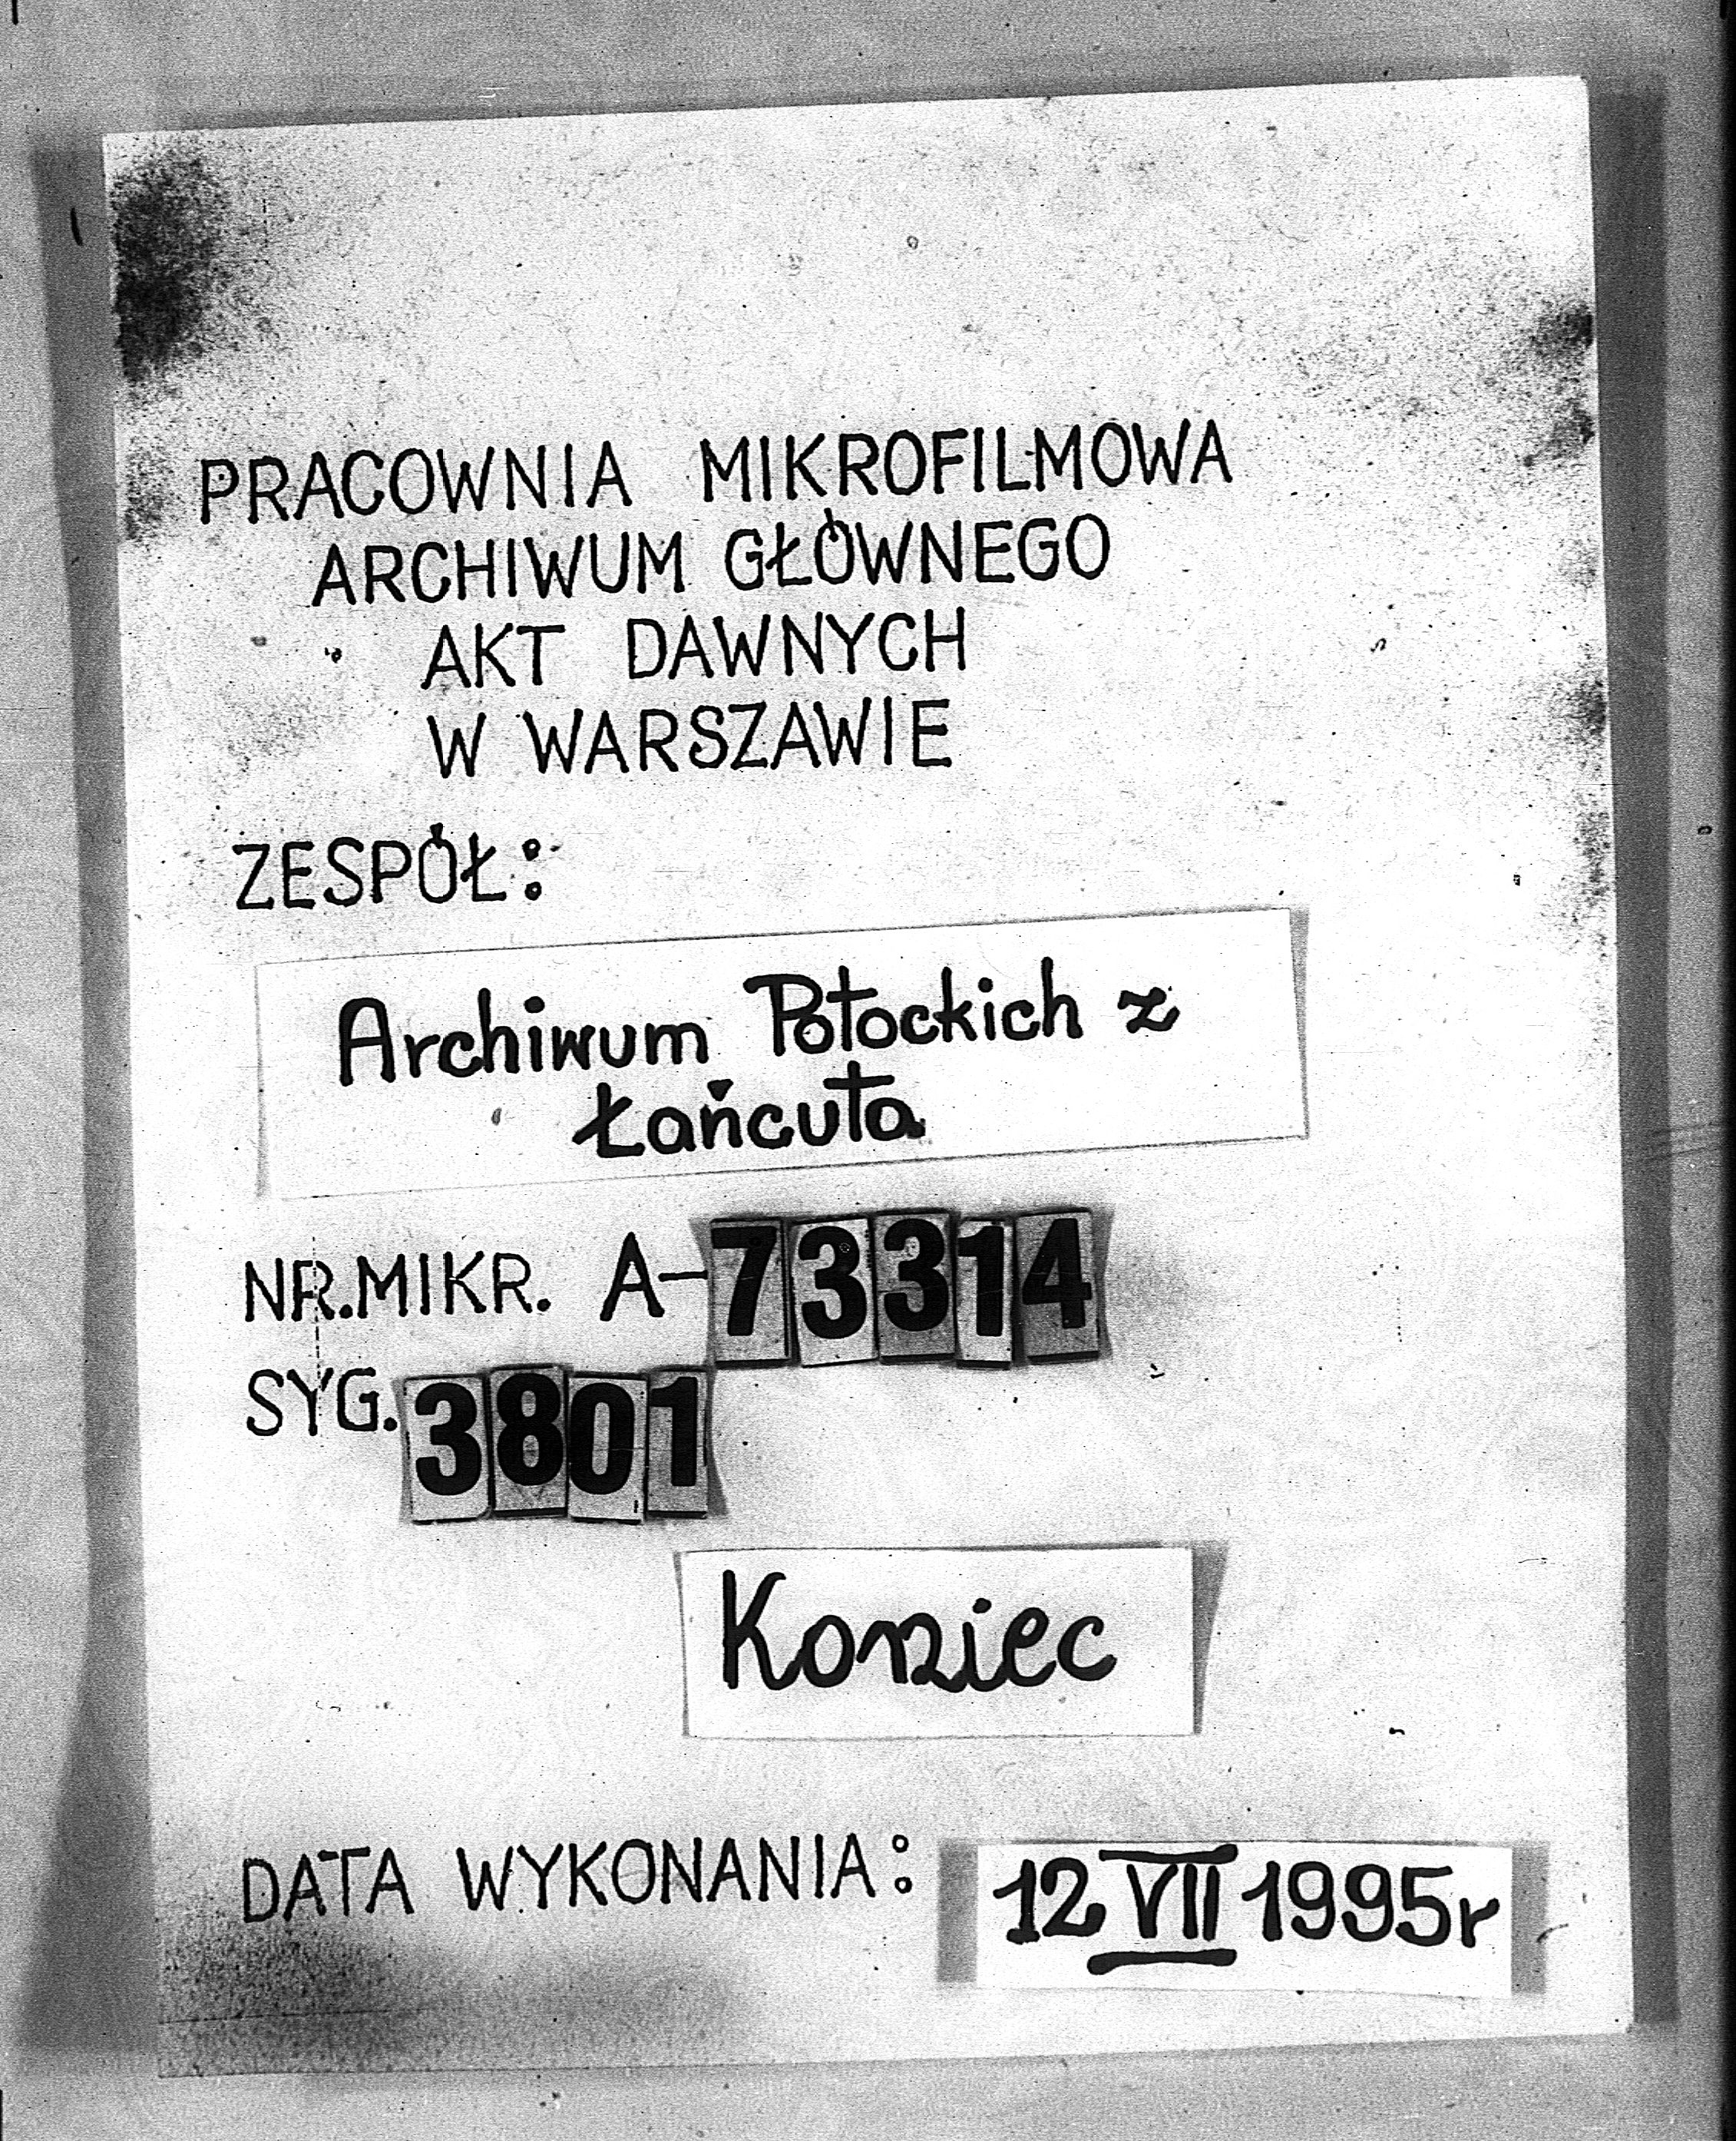 PRACOWNIA MIKROFILMOWA
ARCHIWUM GŁÓWNEGO
AKT DAWNYCH
W WARSZAWIE
ZESPÓŁ:
Archiwum Potockich z
Łańcuta
NR.MIKR. A-73314
SYG. 3801
Koniec
DATA WYKONANIA: 12 VII 1995r